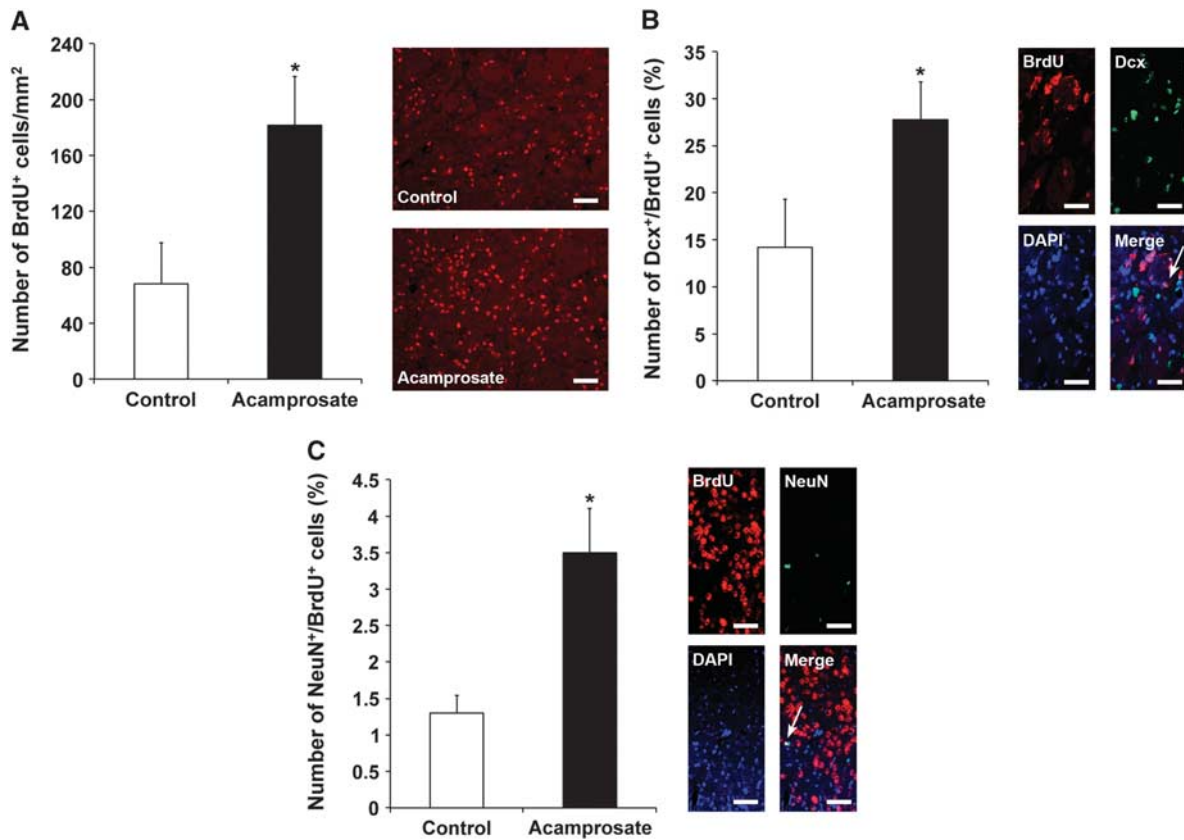 A
Number of BrdU⁺ cells/mm²
240
200
160
120
80
40
0
*
Control
Acamprosate
Control
Acamprosate
B
Number of Dcx⁺/BrdU⁺ cells (%)
35
30
25
20
15
10
5
0
*
Control
Acamprosate
BrdU
Dcx
DAPI
Merge
C
Number of NeuN⁺/BrdU⁺ cells (%)
4.5
4
3.5
3
2.5
2
1.5
1
0.5
0
*
Control
Acamprosate
BrdU
NeuN
DAPI
Merge